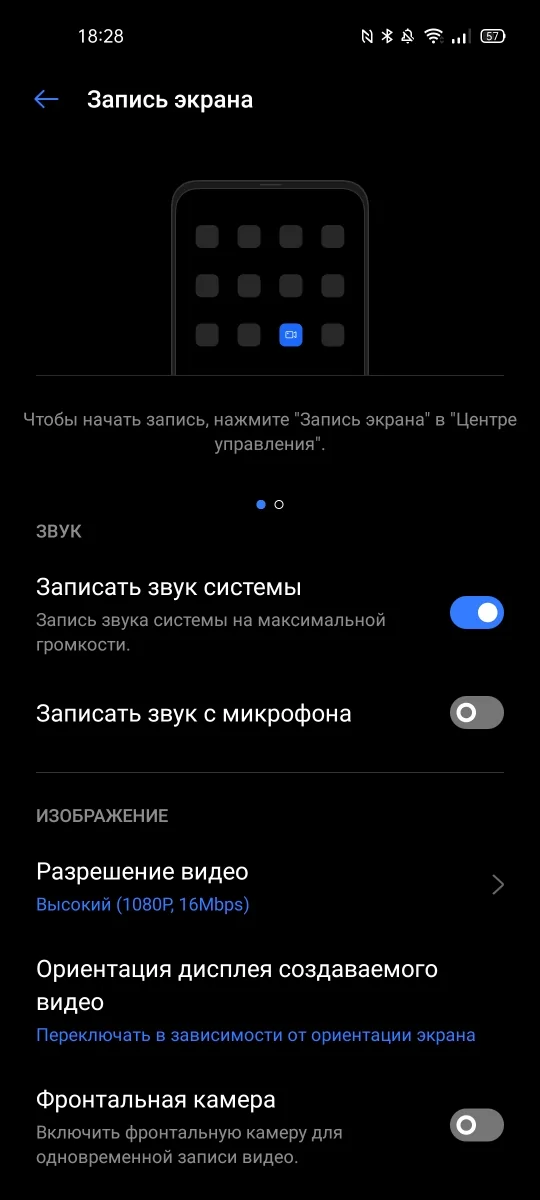 18:28
57
Запись экрана
Чтобы начать запись, нажмите "Запись экрана" в "Центре
управления".
ЗВУК
Записать звук системы
Запись звука системы на максимальной
громкости.
Записать звук с микрофона
ИЗОБРАЖЕНИЕ
Разрешение видео
Высокий (1080P, 16Mbps)
Ориентация дисплея создаваемого
видео
Переключать в зависимости от ориентации экрана
Фронтальная камера
Включить фронтальную камеру для
одновременной записи видео.